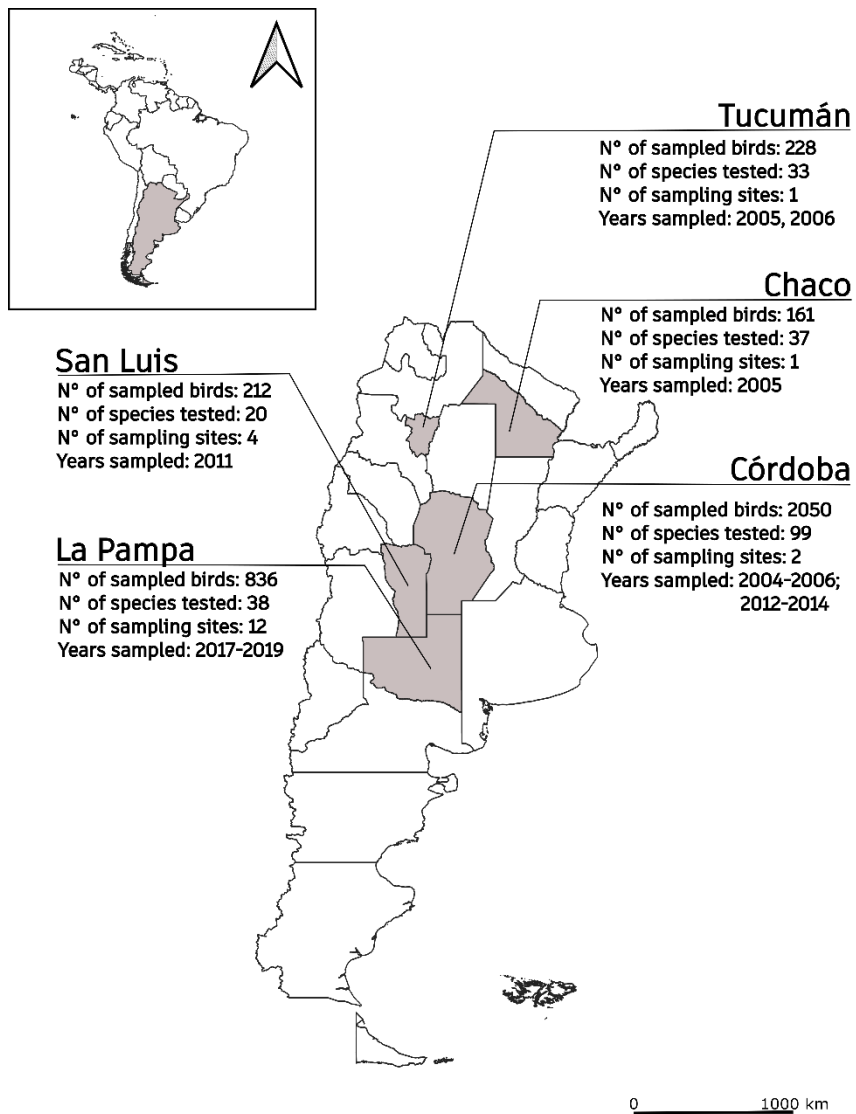 Tucumán
N° of sampled birds: 228
N° of species tested: 33
N° of sampling sites: 1
Years sampled: 2005, 2006
Chaco
N° of sampled birds: 161
N° of species tested: 37
N° of sampling sites: 1
Years sampled: 2005
San Luis
N° of sampled birds: 212
N° of species tested: 20
N° of sampling sites: 4
Years sampled: 2011
Córdoba
N° of sampled birds: 2050
N° of species tested: 99
N° of sampling sites: 2
Years sampled: 2004-2006;
2012-2014
La Pampa
N° of sampled birds: 836
N° of species tested: 38
N° of sampling sites: 12
Years sampled: 2017-2019
0 1000 km